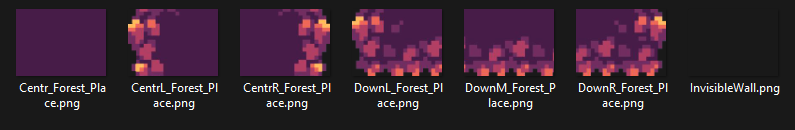 Centr_Forest_Pla
ce.png
CentrL_Forest_Pl
ace.png
CentrR_Forest_Pl
ace.png
DownL_Forest_Pl
ace.png
DownM_Forest_P
lace.png
DownR_Forest_Pl
ace.png
InvisibleWall.png